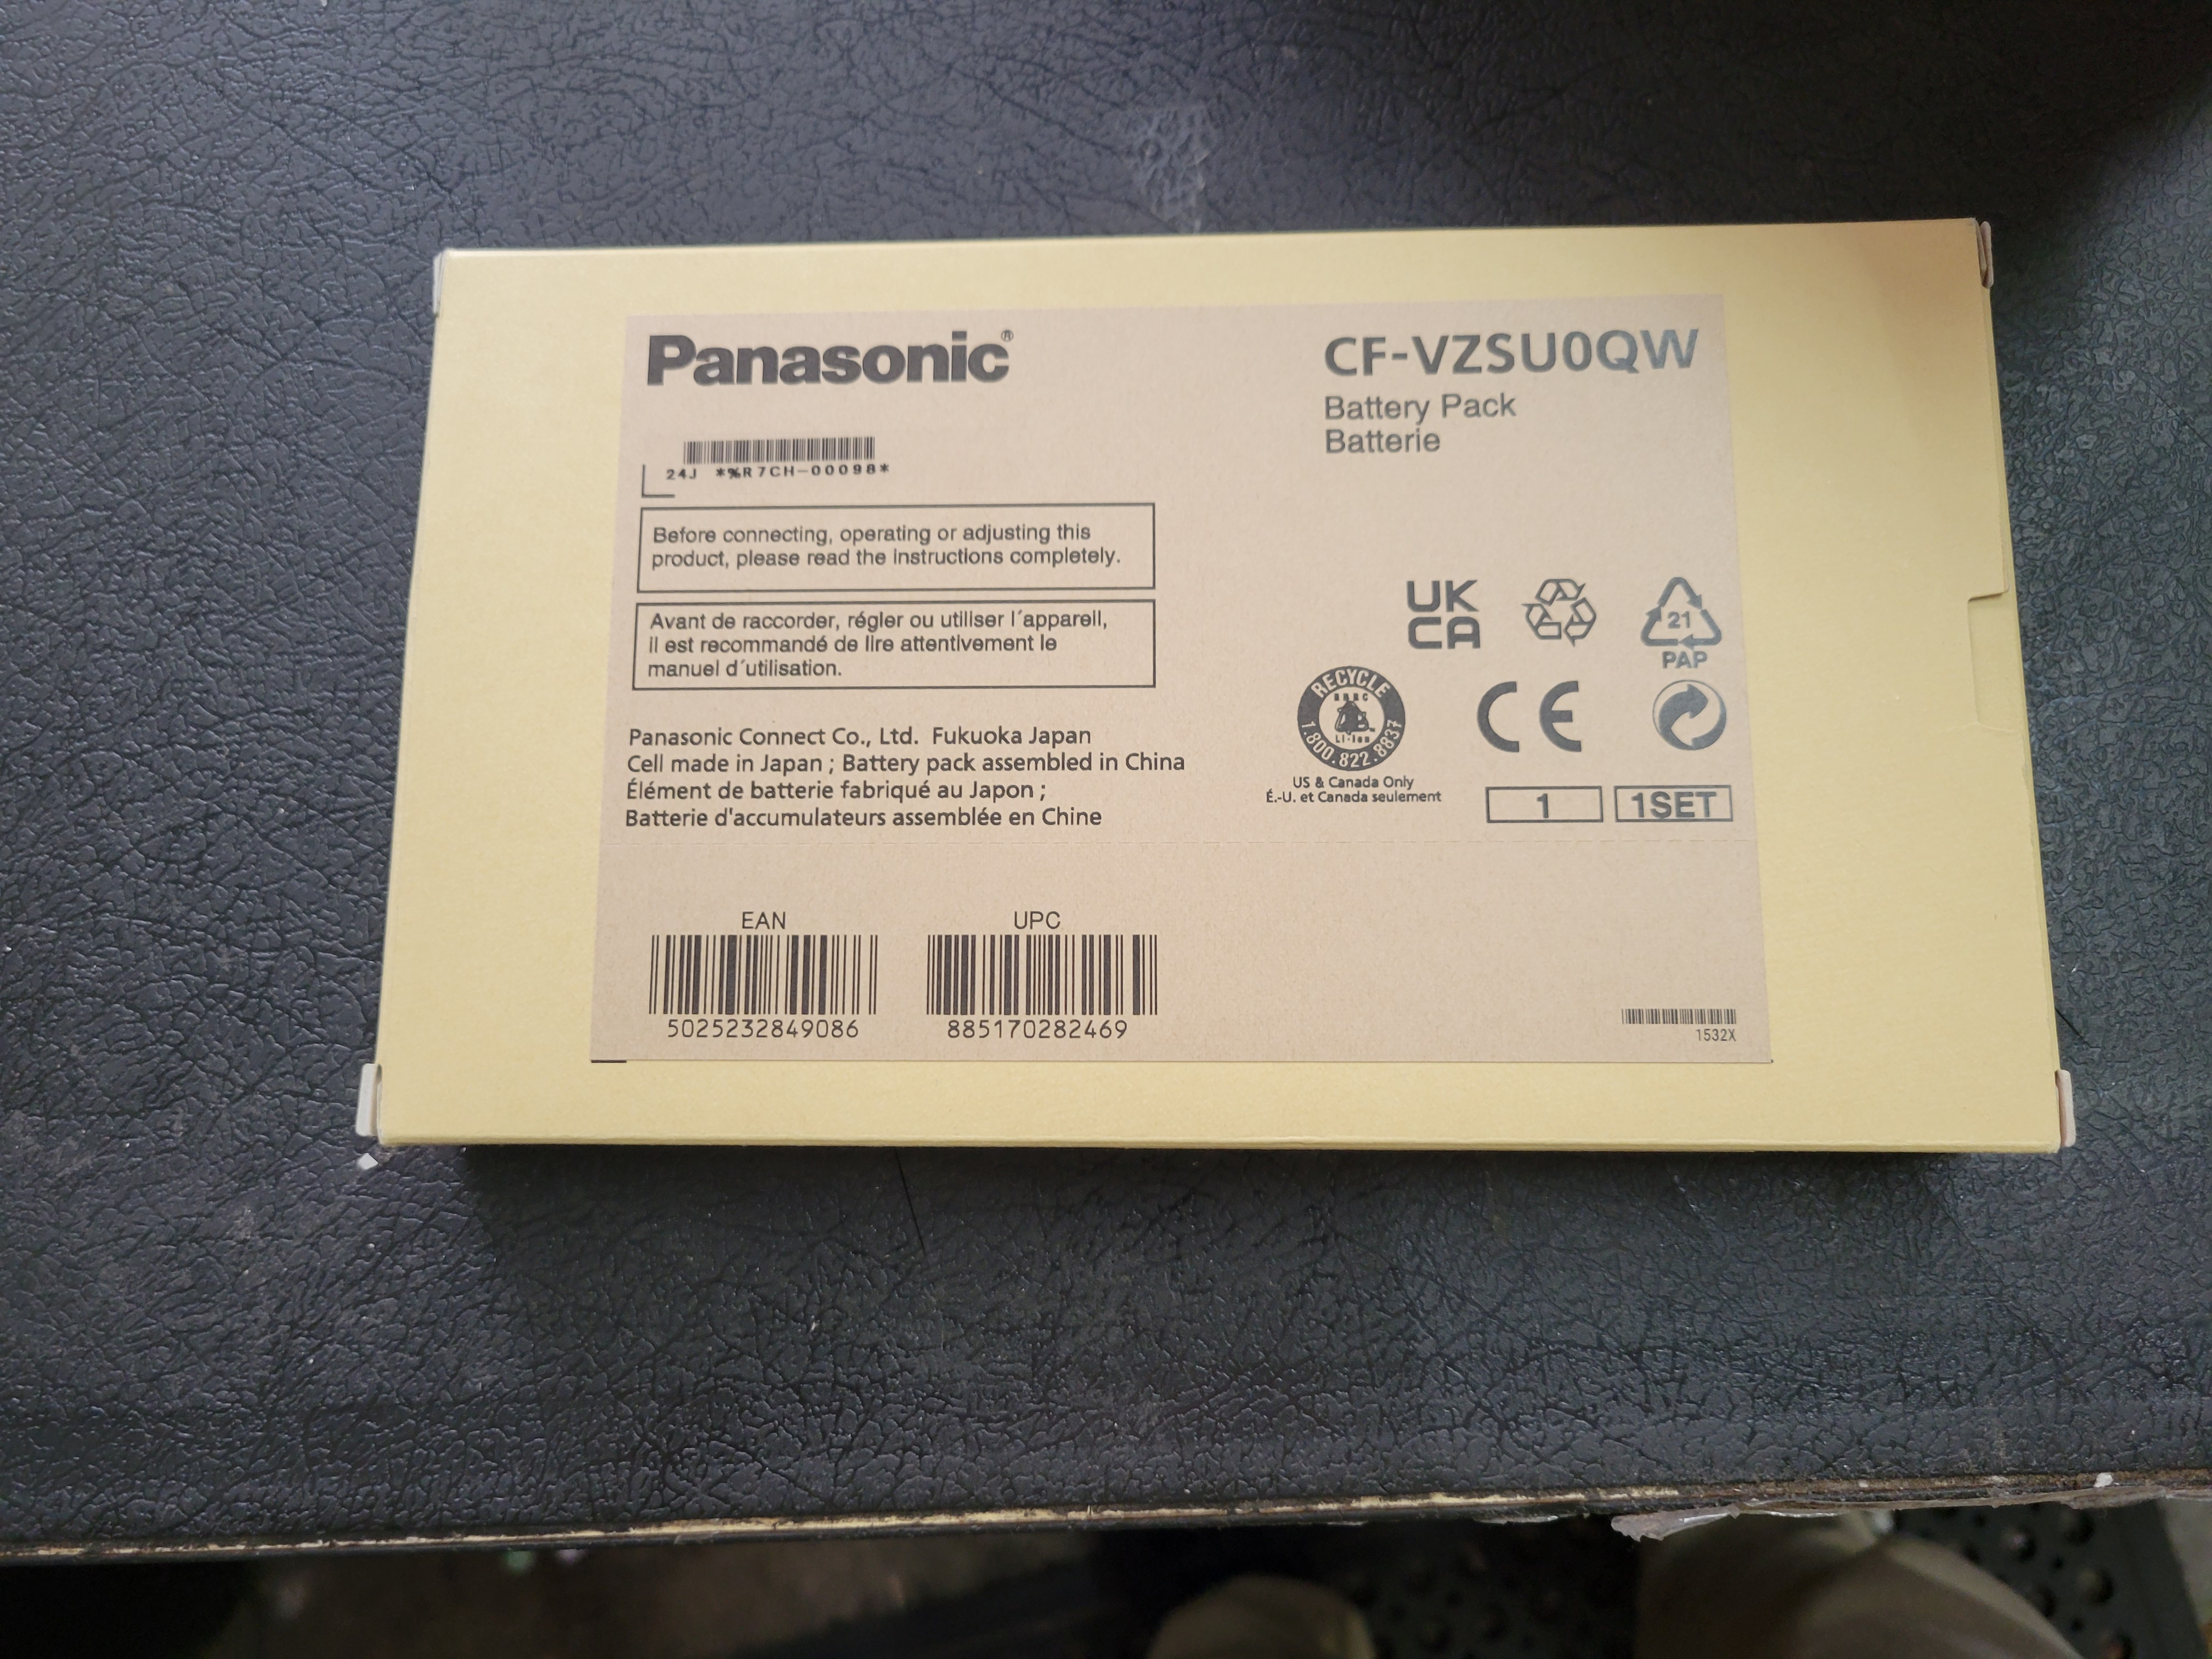 Panasonic®
CF-VZSU0QW
Battery Pack
Batterie
24J *%R7CH-00098*
Before connecting, operating or adjusting this
product, please read the instructions completely.
Avant de raccorder, régler ou utiliser l´appareil,
il est recommandé de lire attentivement le
manuel d´utilisation.
UK
CA
21
PAP
RECYCLE
RBRC
Li-Ion
1.800.822.8837
US & Canada Only
É.-U. et Canada seulement
CE
1
1SET
Panasonic Connect Co., Ltd. Fukuoka Japan
Cell made in Japan ; Battery pack assembled in China
Élément de batterie fabriqué au Japon ;
Batterie d'accumulateurs assemblée en Chine
EAN
5025232849086
UPC
885170282469
1532X